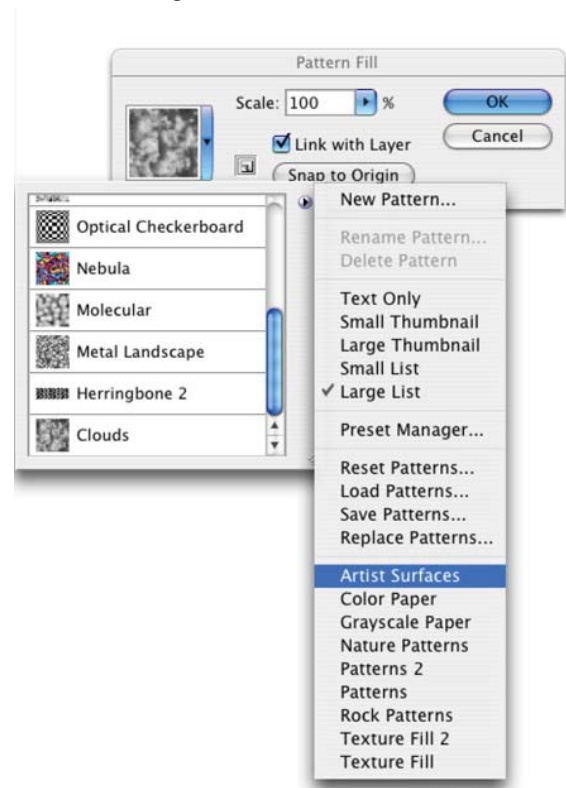 Pattern Fill
Scale: 100 %
OK
Link with Layer
Cancel
Snap to Origin
Optical Checkerboard
Nebula
Molecular
Metal Landscape
Herringbone 2
Clouds
New Pattern...
Rename Pattern...
Delete Pattern
Text Only
Small Thumbnail
Large Thumbnail
Small List
Large List
Preset Manager...
Reset Patterns...
Load Patterns...
Save Patterns...
Replace Patterns...
Artist Surfaces
Color Paper
Grayscale Paper
Nature Patterns
Patterns 2
Patterns
Rock Patterns
Texture Fill 2
Texture Fill